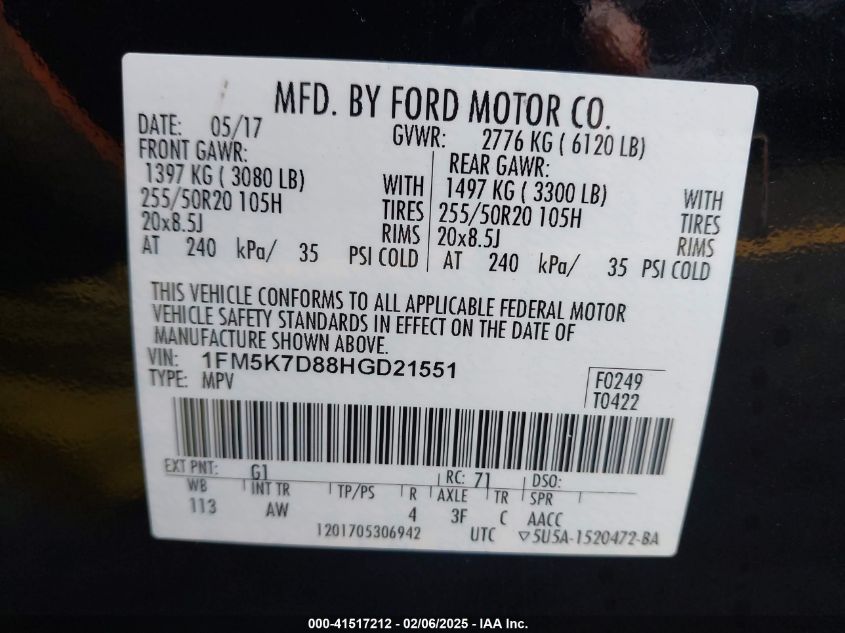 MFD. BY FORD MOTOR CO.
DATE: 05/17 GVWR: 2776 KG ( 6120 LB)
FRONT GAWR: REAR GAWR:
1397 KG ( 3080 LB) WITH 1497 KG ( 3300 LB) WITH
255/50R20 105H TIRES 255/50R20 105H TIRES
20x8.5J RIMS 20x8.5J RIMS
AT 240 kPa/ 35 PSI COLD AT 240 kPa/ 35 PSI COLD
THIS VEHICLE CONFORMS TO ALL APPLICABLE FEDERAL MOTOR
VEHICLE SAFETY STANDARDS IN EFFECT ON THE DATE OF
MANUFACTURE SHOWN ABOVE.
VIN: 1FM5K7D88HGD21551
TYPE: MPV F0249
T0422
EXT PNT: G1 RC: 71 DSO:
WB INT TR TP/PS R AXLE TR SPR
113 AW 4 3F C AACC
1201705306942 UTC ▽5U5A-1520472-BA
000-41517212 - 02/06/2025 - IAA Inc.